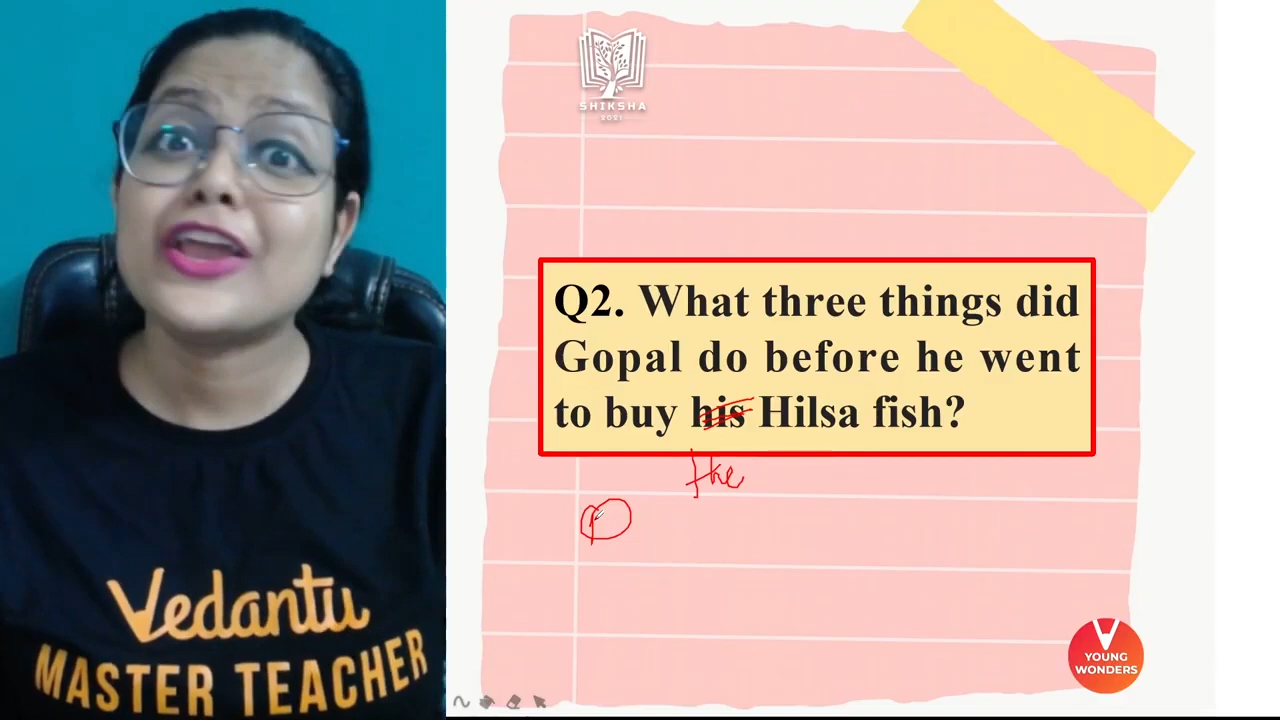 SHIKSHA
2021
Q2. What three things did
Gopal do before he went
to buy his Hilsa fish?
the
Vedantu
MASTER TEACHER
V
YOUNG
WONDERS